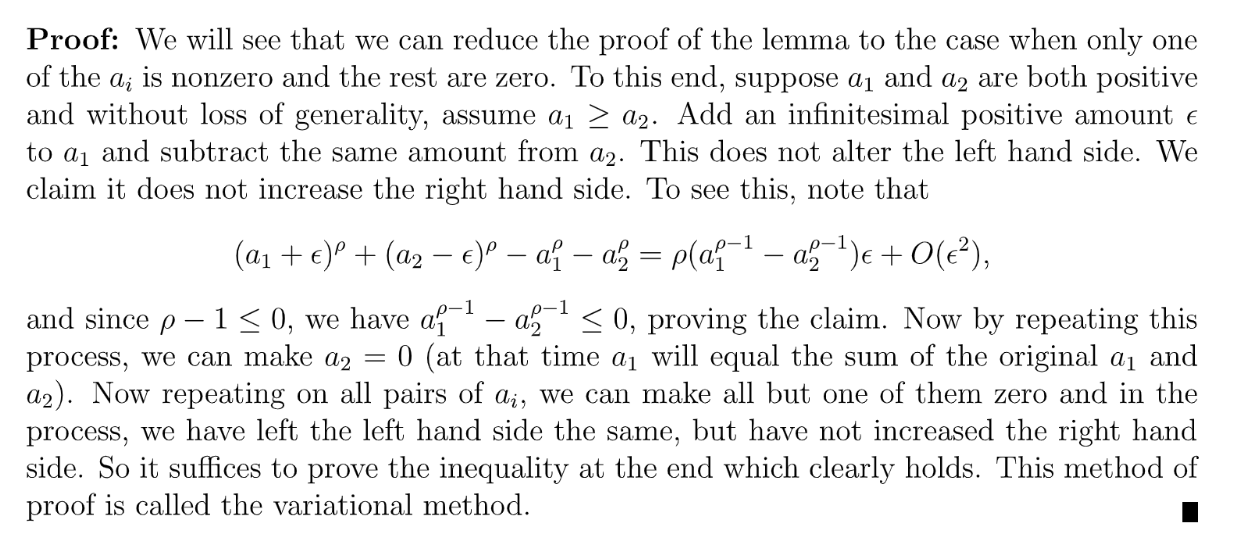 Proof: We will see that we can reduce the proof of the lemma to the case when only one
of the $a_i$ is nonzero and the rest are zero. To this end, suppose $a_1$ and $a_2$ are both positive
and without loss of generality, assume $a_1 \geq a_2$. Add an infinitesimal positive amount $\epsilon$
to $a_1$ and subtract the same amount from $a_2$. This does not alter the left hand side. We
claim it does not increase the right hand side. To see this, note that
$(a_1 + \epsilon)^\rho + (a_2 - \epsilon)^\rho - a_1^\rho - a_2^\rho = \rho(a_1^{\rho-1} - a_2^{\rho-1})\epsilon + O(\epsilon^2),$
and since $\rho - 1 \leq 0$, we have $a_1^{\rho-1} - a_2^{\rho-1} \leq 0$, proving the claim. Now by repeating this
process, we can make $a_2 = 0$ (at that time $a_1$ will equal the sum of the original $a_1$ and
$a_2$). Now repeating on all pairs of $a_i$, we can make all but one of them zero and in the
process, we have left the left hand side the same, but have not increased the right hand
side. So it suffices to prove the inequality at the end which clearly holds. This method of
proof is called the variational method. ■